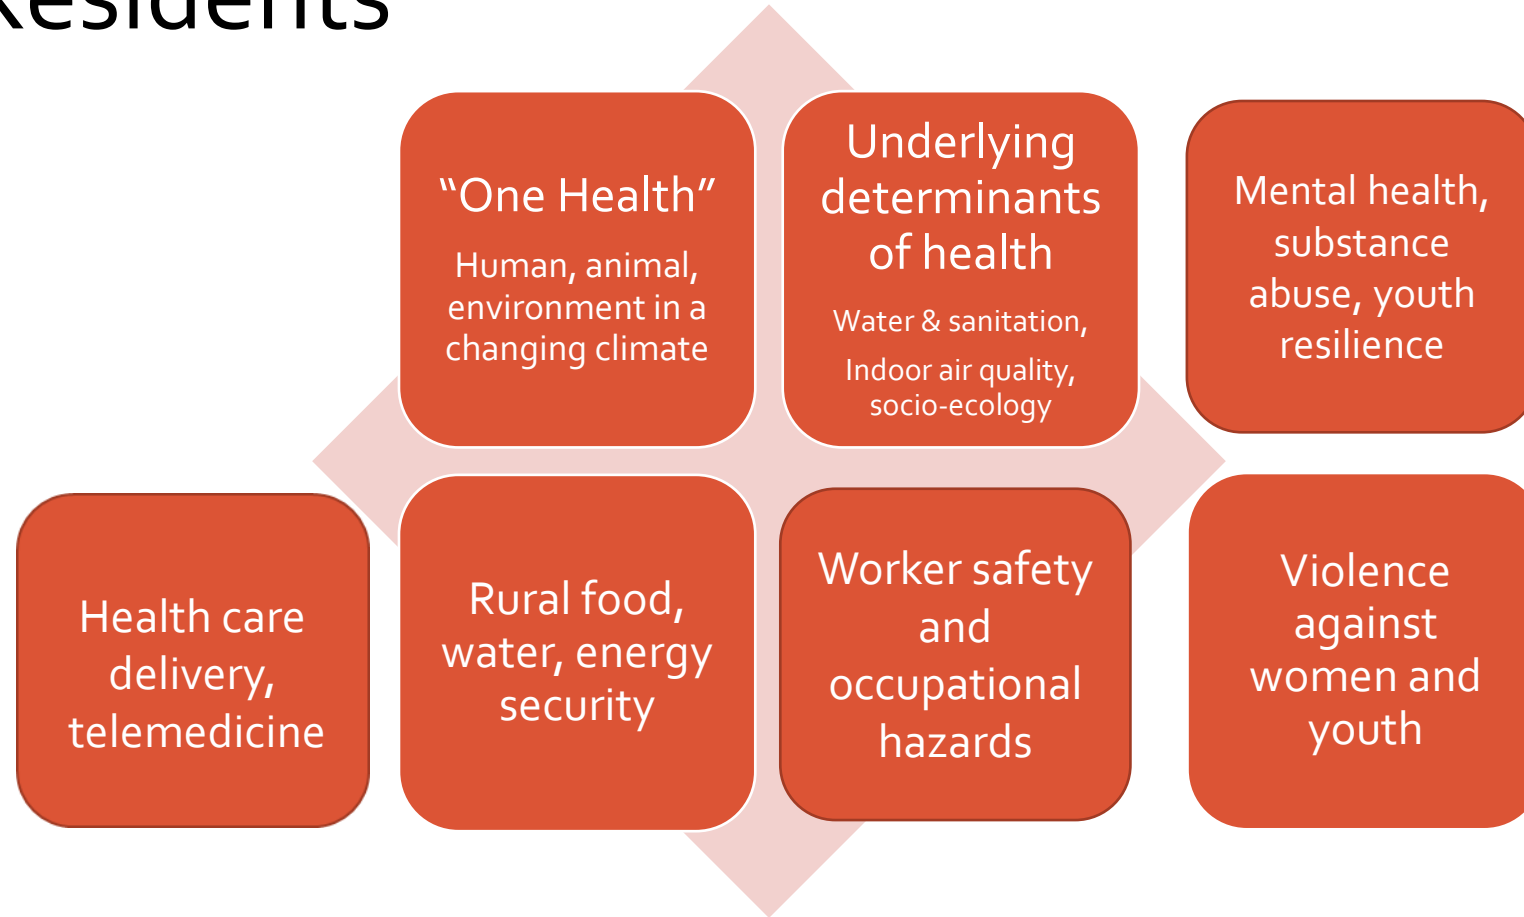 Residents
“One Health”
Human, animal,
environment in a
changing climate
Underlying
determinants
of health
Water & sanitation,
Indoor air quality,
socio-ecology
Mental health,
substance
abuse, youth
resilience
Health care
delivery,
telemedicine
Rural food,
water, energy
security
Worker safety
and
occupational
hazards
Violence
against
women and
youth